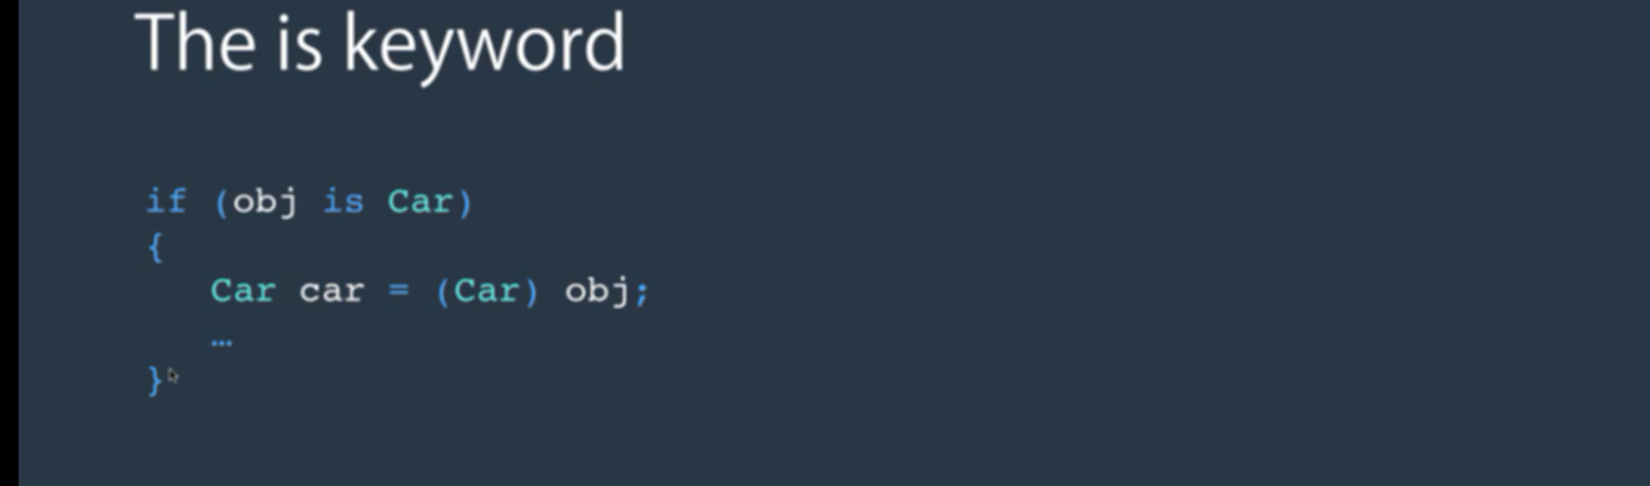 The is keyword
if (obj is Car)
{
Car car = (Car) obj;
…
}